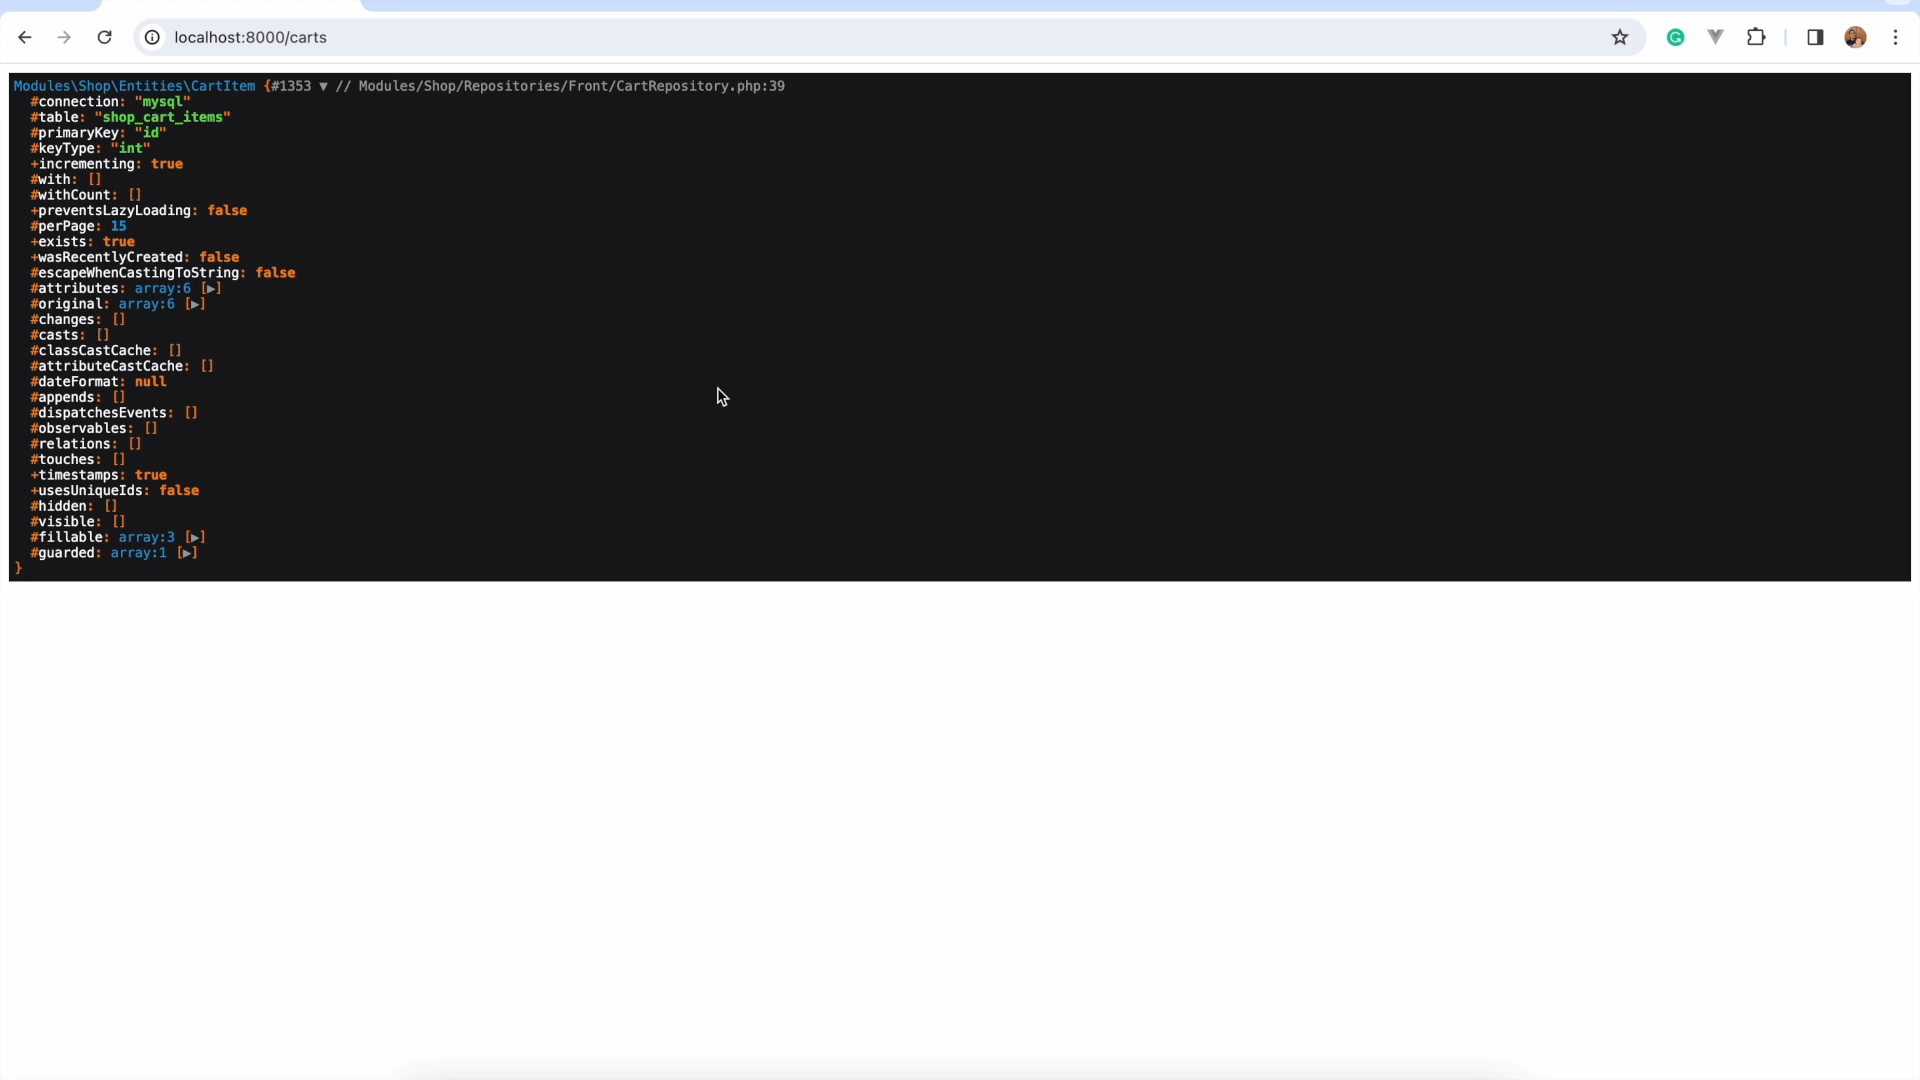 localhost:8000/carts
Modules\Shop\Entities\CartItem {#1353 ▼ // Modules/Shop/Repositories/Front/CartRepository.php:39
#connection: "mysql"
#table: "shop_cart_items"
#primaryKey: "id"
#keyType: "int"
+incrementing: true
#with: []
#withCount: []
+preventsLazyLoading: false
#perPage: 15
+exists: true
+wasRecentlyCreated: false
#escapeWhenCastingToString: false
#attributes: array:6 [▶]
#original: array:6 [▶]
#changes: []
#casts: []
#classCastCache: []
#attributeCastCache: []
#dateFormat: null
#appends: []
#dispatchesEvents: []
#observables: []
#relations: []
#touches: []
+timestamps: true
+usesUniqueIds: false
#hidden: []
#visible: []
#fillable: array:3 [▶]
#guarded: array:1 [▶]
}